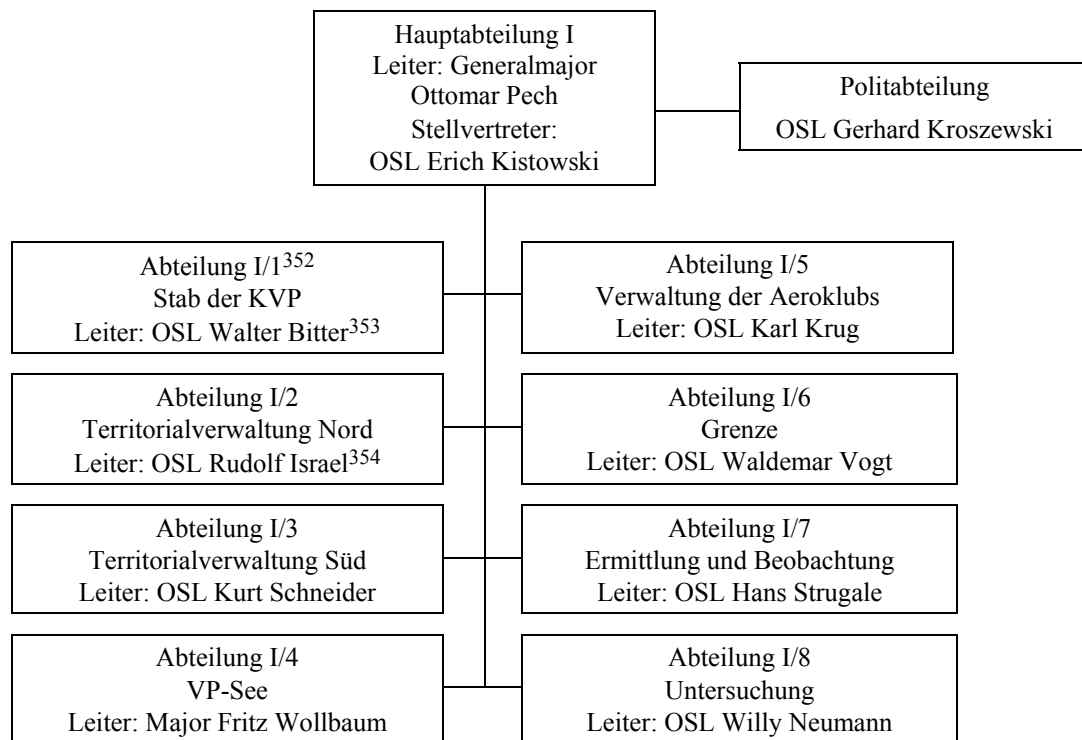 Hauptabteilung I
Leiter: Generalmajor
Ottomar Pech
Stellvertreter:
OSL Erich Kistowski
Politabteilung
OSL Gerhard Kroszewski
Abteilung I/1352
Stab der KVP
Leiter: OSL Walter Bitter353
Abteilung I/5
Verwaltung der Aeroklubs
Leiter: OSL Karl Krug
Abteilung I/2
Territorialverwaltung Nord
Leiter: OSL Rudolf Israel354
Abteilung I/6
Grenze
Leiter: OSL Waldemar Vogt
Abteilung I/3
Territorialverwaltung Süd
Leiter: OSL Kurt Schneider
Abteilung I/7
Ermittlung und Beobachtung
Leiter: OSL Hans Strugale
Abteilung I/4
VP-See
Leiter: Major Fritz Wollbaum
Abteilung I/8
Untersuchung
Leiter: OSL Willy Neumann